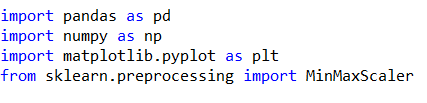 import pandas as pd
import numpy as np
import matplotlib.pyplot as plt
from sklearn.preprocessing import MinMaxScaler